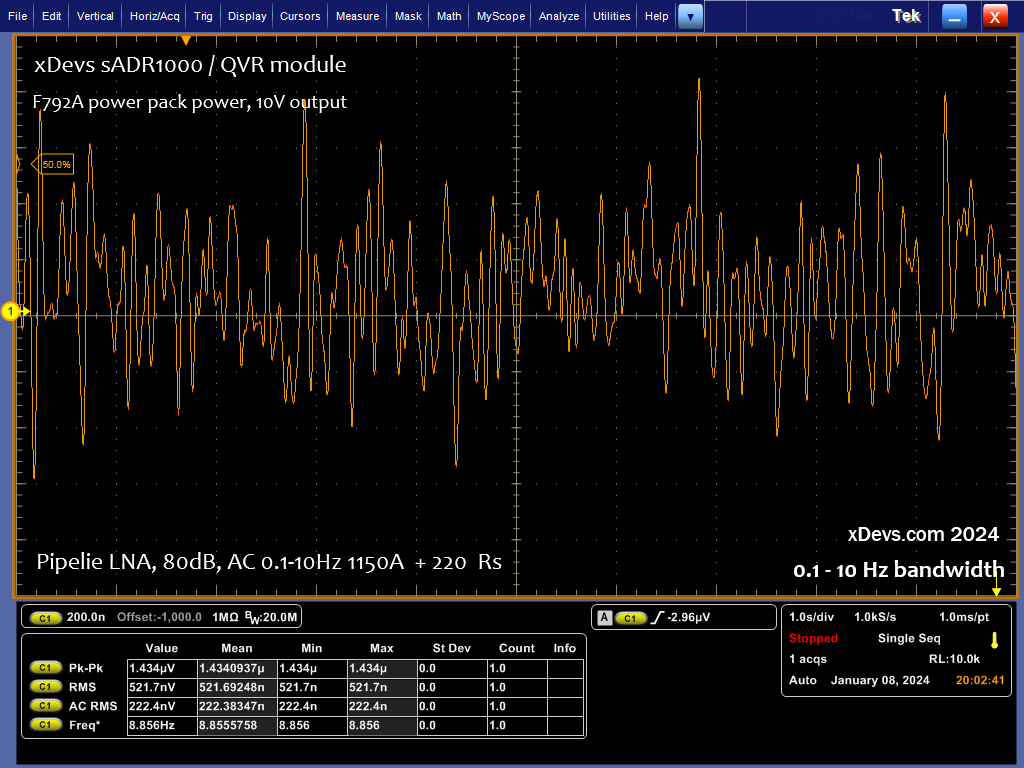 File Edit Vertical Horiz/Acq Trig Display Cursors Measure Mask Math MyScope Analyze Utilities Help Tek X
xDevs sADR1000 / QVR module
F792A power pack power, 10V output
50.0%
1
xDevs.com 2024
Pipelie LNA, 80dB, AC 0.1-10Hz 1150A + 220 Rs
0.1 - 10 Hz bandwidth
C1 200.0n Offset:-1,000.0 1MΩ BW:20.0M
A C1 -2.96µV
1.0s/div 1.0kS/s 1.0ms/pt
Stopped Single Seq
1 acqs RL:10.0k
Auto January 08, 2024 20:02:41
Value Mean Min Max St Dev Count Info
C1 Pk-Pk 1.434µV 1.4340937µ 1.434µ 1.434µ 0.0 1.0
C1 RMS 521.7nV 521.69248n 521.7n 521.7n 0.0 1.0
C1 AC RMS 222.4nV 222.38347n 222.4n 222.4n 0.0 1.0
C1 Freq* 8.856Hz 8.8555758 8.856 8.856 0.0 1.0